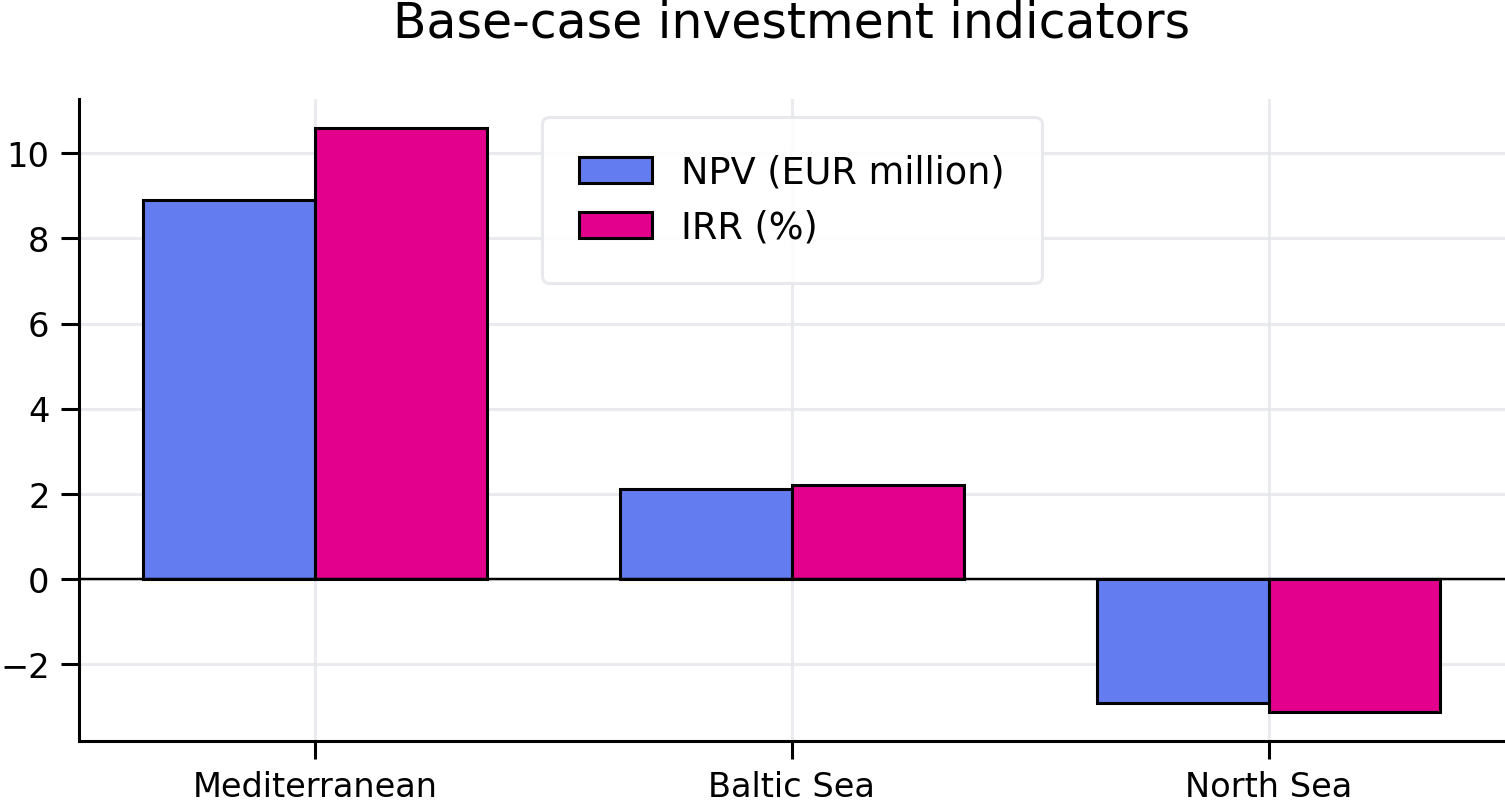 Base-case investment indicators
NPV (EUR million)
IRR (%)
10
8
6
4
2
0
−2
Mediterranean
Baltic Sea
North Sea